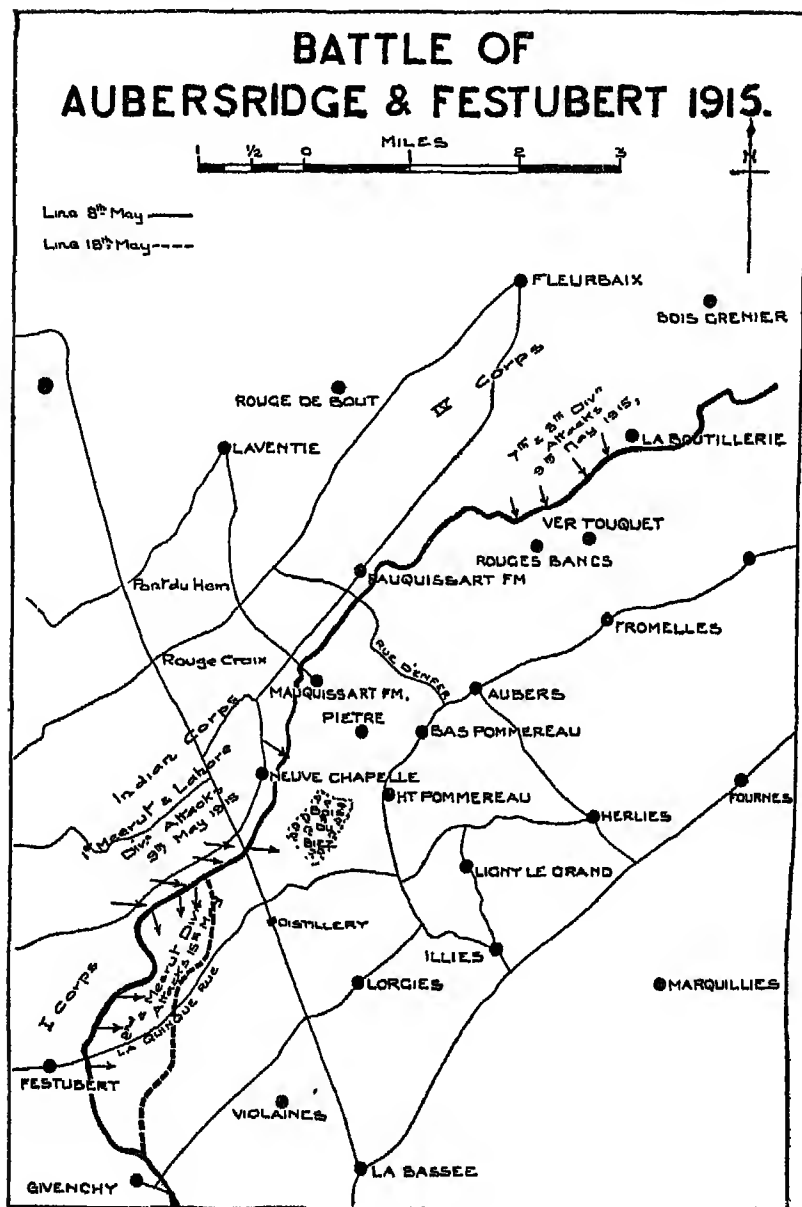 BATTLE OF
AUBERSRIDGE & FESTUBERT 1915.
MILES
1 ½ 0 2 3
N
Line 8th May
Line 18th May
FLEURBAIX
BOIS GRENIER
IV Corps
ROUGE DE BOUT
7th & 8th Divn
Attacks
9th May 1915,
LA BOUTILLERIE
LAVENTIE
VER TOUQUET
ROUGES BANCS
FAUQUISSART FM
Pont du Hem
FROMELLES
Rouge Croix
RUE D'ENFER
MAUQUISSART FM.
AUBERS
PIETRE
BAS POMMEREAU
Indian Corps
1st Meerut & Lahore
Divs Attacks
9th May 1915
NEUVE CHAPELLE
HT POMMEREAU
FOURNES
HERLIES
LIGNY LE GRAND
DISTILLERY
ILLIES
I Corps
2nd & Meerut Divs
Attacks 15th May
LA QUINQUE RUE
LORGIES
MARQUILLIES
FESTUBERT
VIOLAINES
LA BASSEE
GIVENCHY